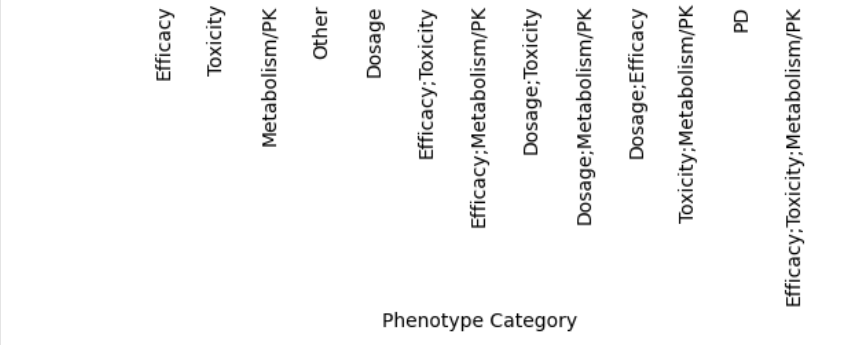 Efficacy
Toxicity
Metabolism/PK
Other
Dosage
Efficacy;Toxicity
Efficacy;Metabolism/PK
Dosage;Toxicity
Dosage;Metabolism/PK
Dosage;Efficacy
Toxicity;Metabolism/PK
PD
Efficacy;Toxicity;Metabolism/PK
Phenotype Category